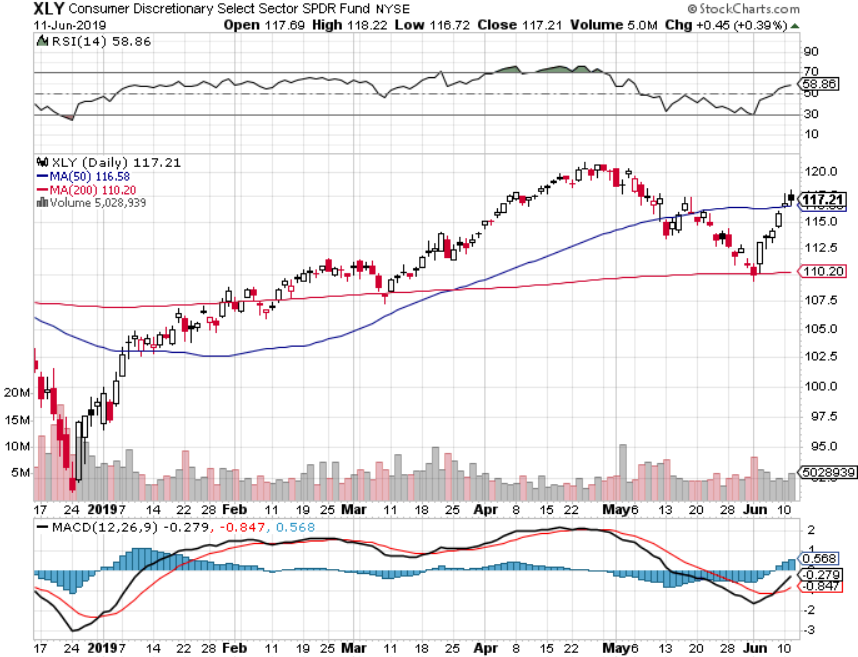 XLY Consumer Discretionary Select Sector SPDR Fund NYSE © StockCharts.com
11-Jun-2019 Open 117.69 High 118.22 Low 116.72 Close 117.21 Volume 5.0M Chg +0.45 (+0.39%)
RSI(14) 58.86
90
70
58.86
50
30
10
XLY (Daily) 117.21
MA(50) 116.58
MA(200) 110.20
Volume 5,028,939
120.0
117.21
115.0
112.5
110.20
107.5
105.0
102.5
100.0
97.5
95.0
20M
15M
10M
5M
5028939
17 24 2019 7 14 22 28 Feb 11 19 25 Mar 11 18 25 Apr 8 15 22 May 6 13 20 28 Jun 10
MACD(12,26,9) -0.279, -0.847, 0.568
2
1
0.568
-0.279
-0.847
-2
-3
17 24 2019 7 14 22 28 Feb 11 19 25 Mar 11 18 25 Apr 8 15 22 May 6 13 20 28 Jun 10